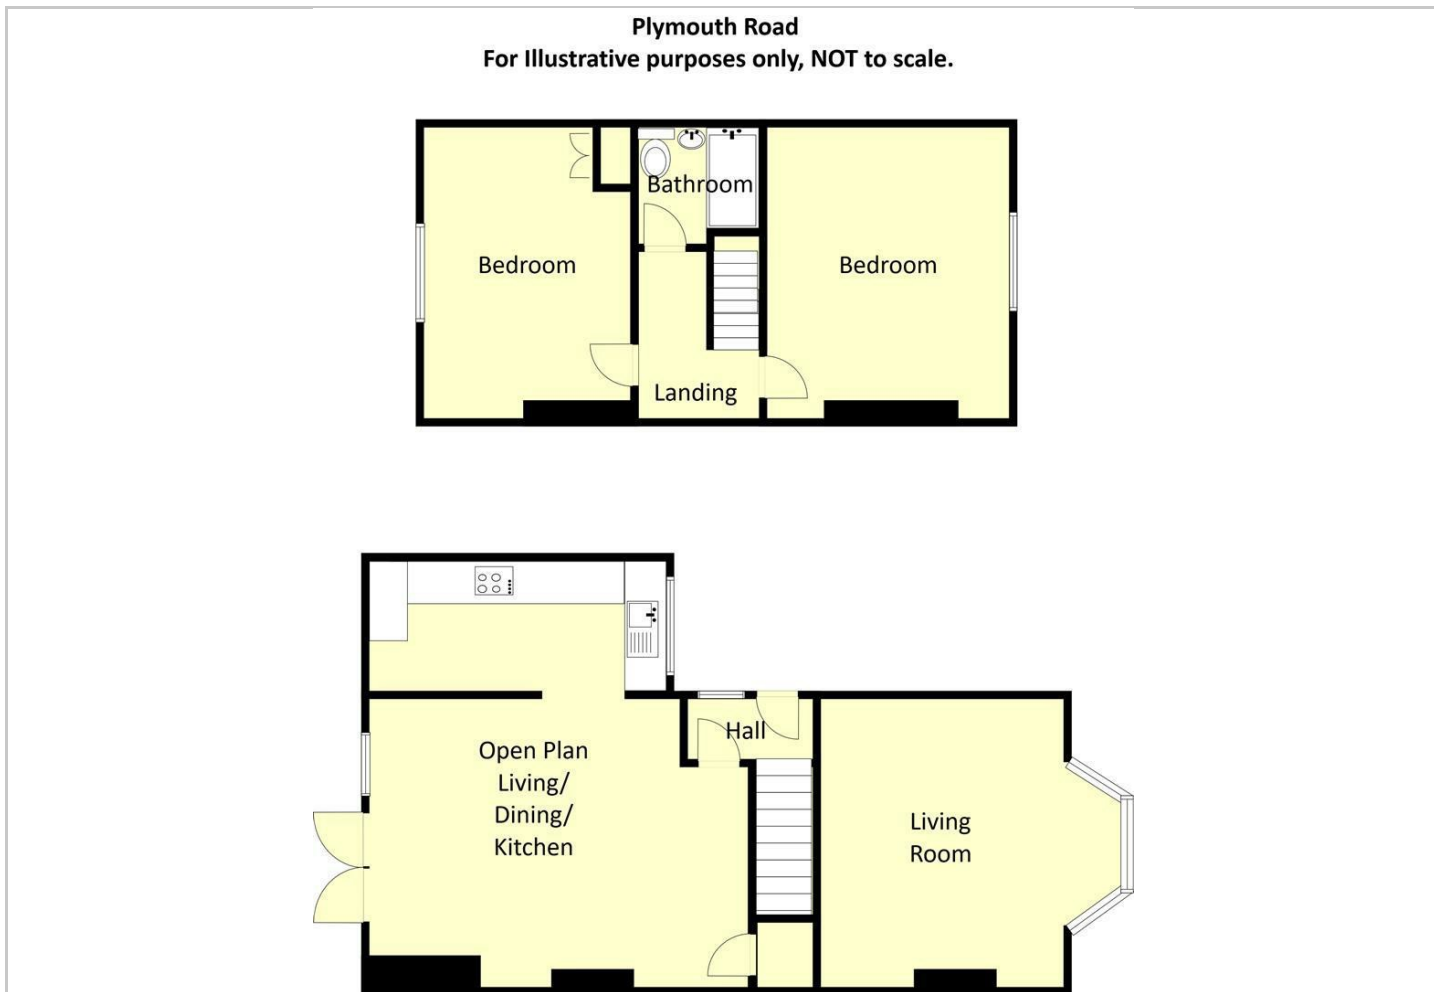 Plymouth Road
For Illustrative purposes only, NOT to scale.
Bathroom
Bedroom
Bedroom
Landing
Hall
Open Plan
Living/
Dining/
Kitchen
Living
Room